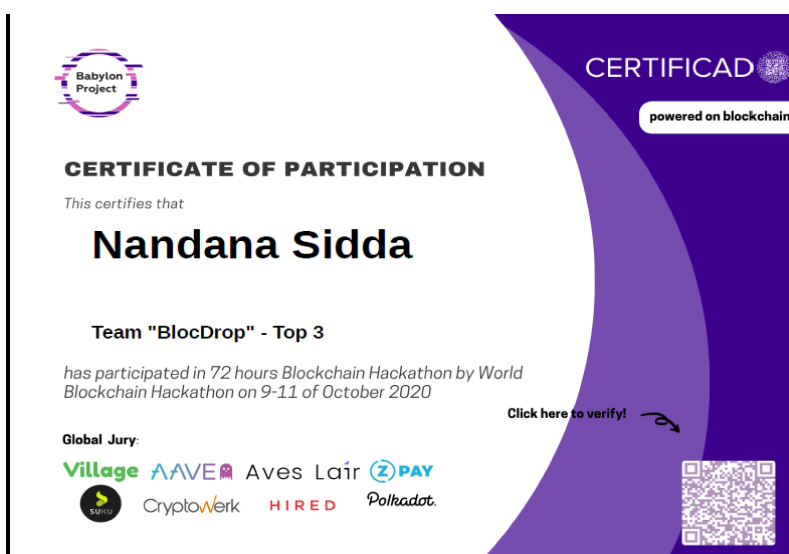 Babylon
Project
CERTIFICAD
powered on blockchain
CERTIFICATE OF PARTICIPATION
This certifies that
Nandana Sidda
Team "BlocDrop" - Top 3
has participated in 72 hours Blockchain Hackathon by World
Blockchain Hackathon on 9-11 of October 2020
Click here to verify!
Global Jury:
Village AAVE Aves Lair Z PAY
SUKU CryptoWerk HIRED Polkadot.